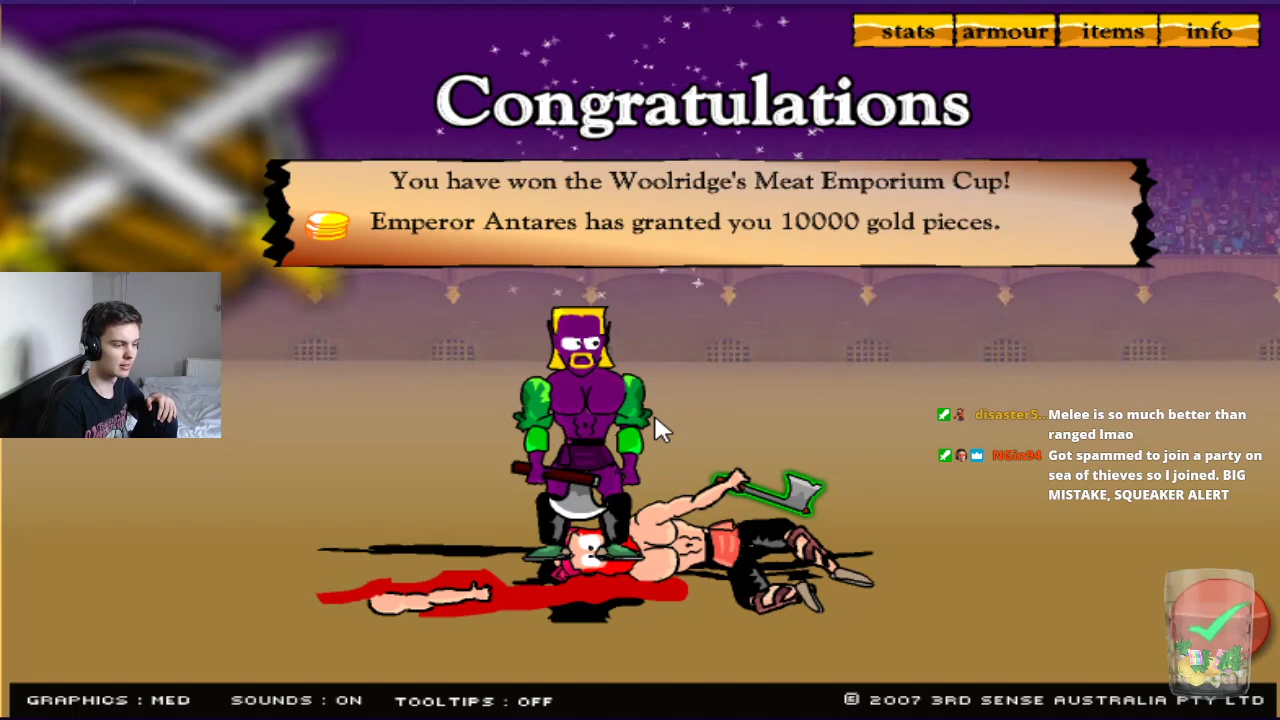 stats armour items info
Congratulations
You have won the Woolridge's Meat Emporium Cup!
Emperor Antares has granted you 10000 gold pieces.
disaster5... Melee is so much better than
ranged lmao
NGin94 Got spammed to join a party on
sea of thieves so I joined. BIG
MISTAKE, SQUEAKER ALERT
GRAPHICS : MED SOUNDS : ON TOOLTIPS : OFF © 2007 3RD SENSE AUSTRALIA PTY LTD